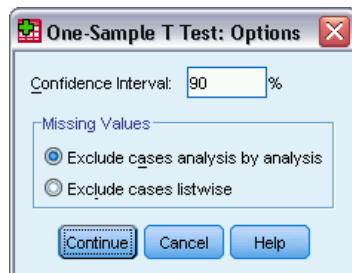 One-Sample T Test: Options
Confidence Interval: 90 %
Missing Values
Exclude cases analysis by analysis
Exclude cases listwise
Continue Cancel Help